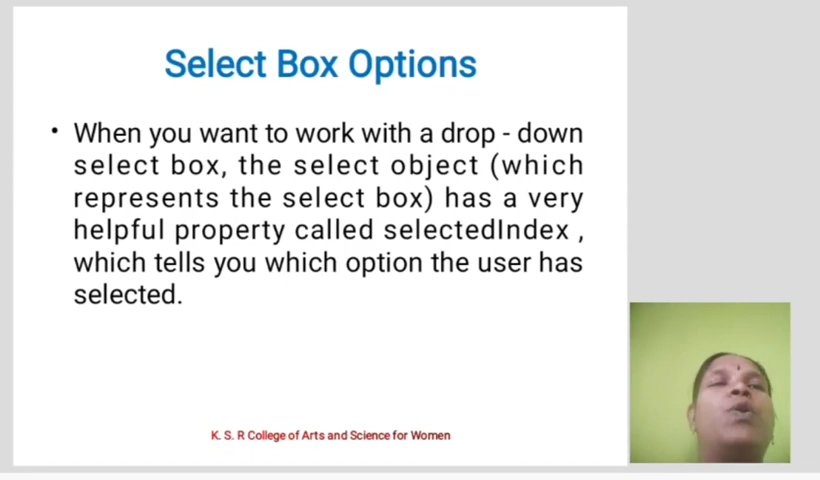 Select Box Options
• When you want to work with a drop - down
select box, the select object (which
represents the select box) has a very
helpful property called selectedIndex ,
which tells you which option the user has
selected.
K. S. R College of Arts and Science for Women